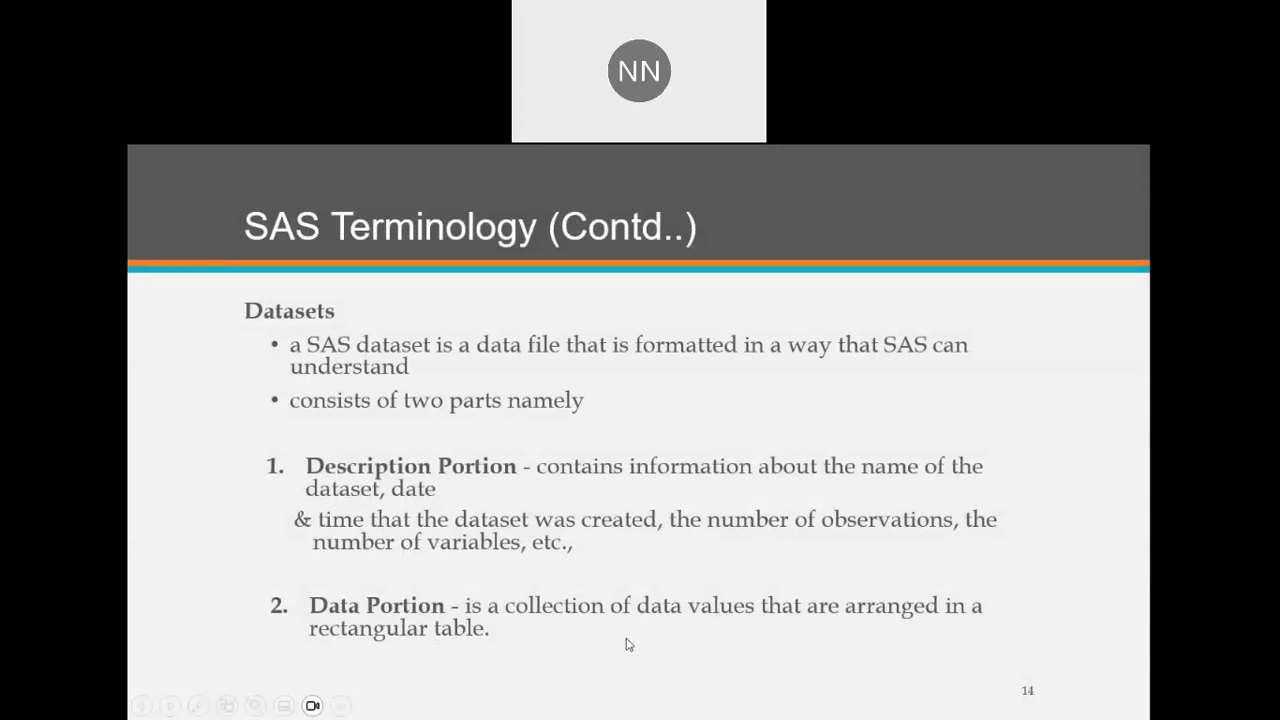 NN
SAS Terminology (Contd..)
Datasets
• a SAS dataset is a data file that is formatted in a way that SAS can
understand
• consists of two parts namely
1. Description Portion - contains information about the name of the
dataset, date
& time that the dataset was created, the number of observations, the
number of variables, etc.,
2. Data Portion - is a collection of data values that are arranged in a
rectangular table.
14